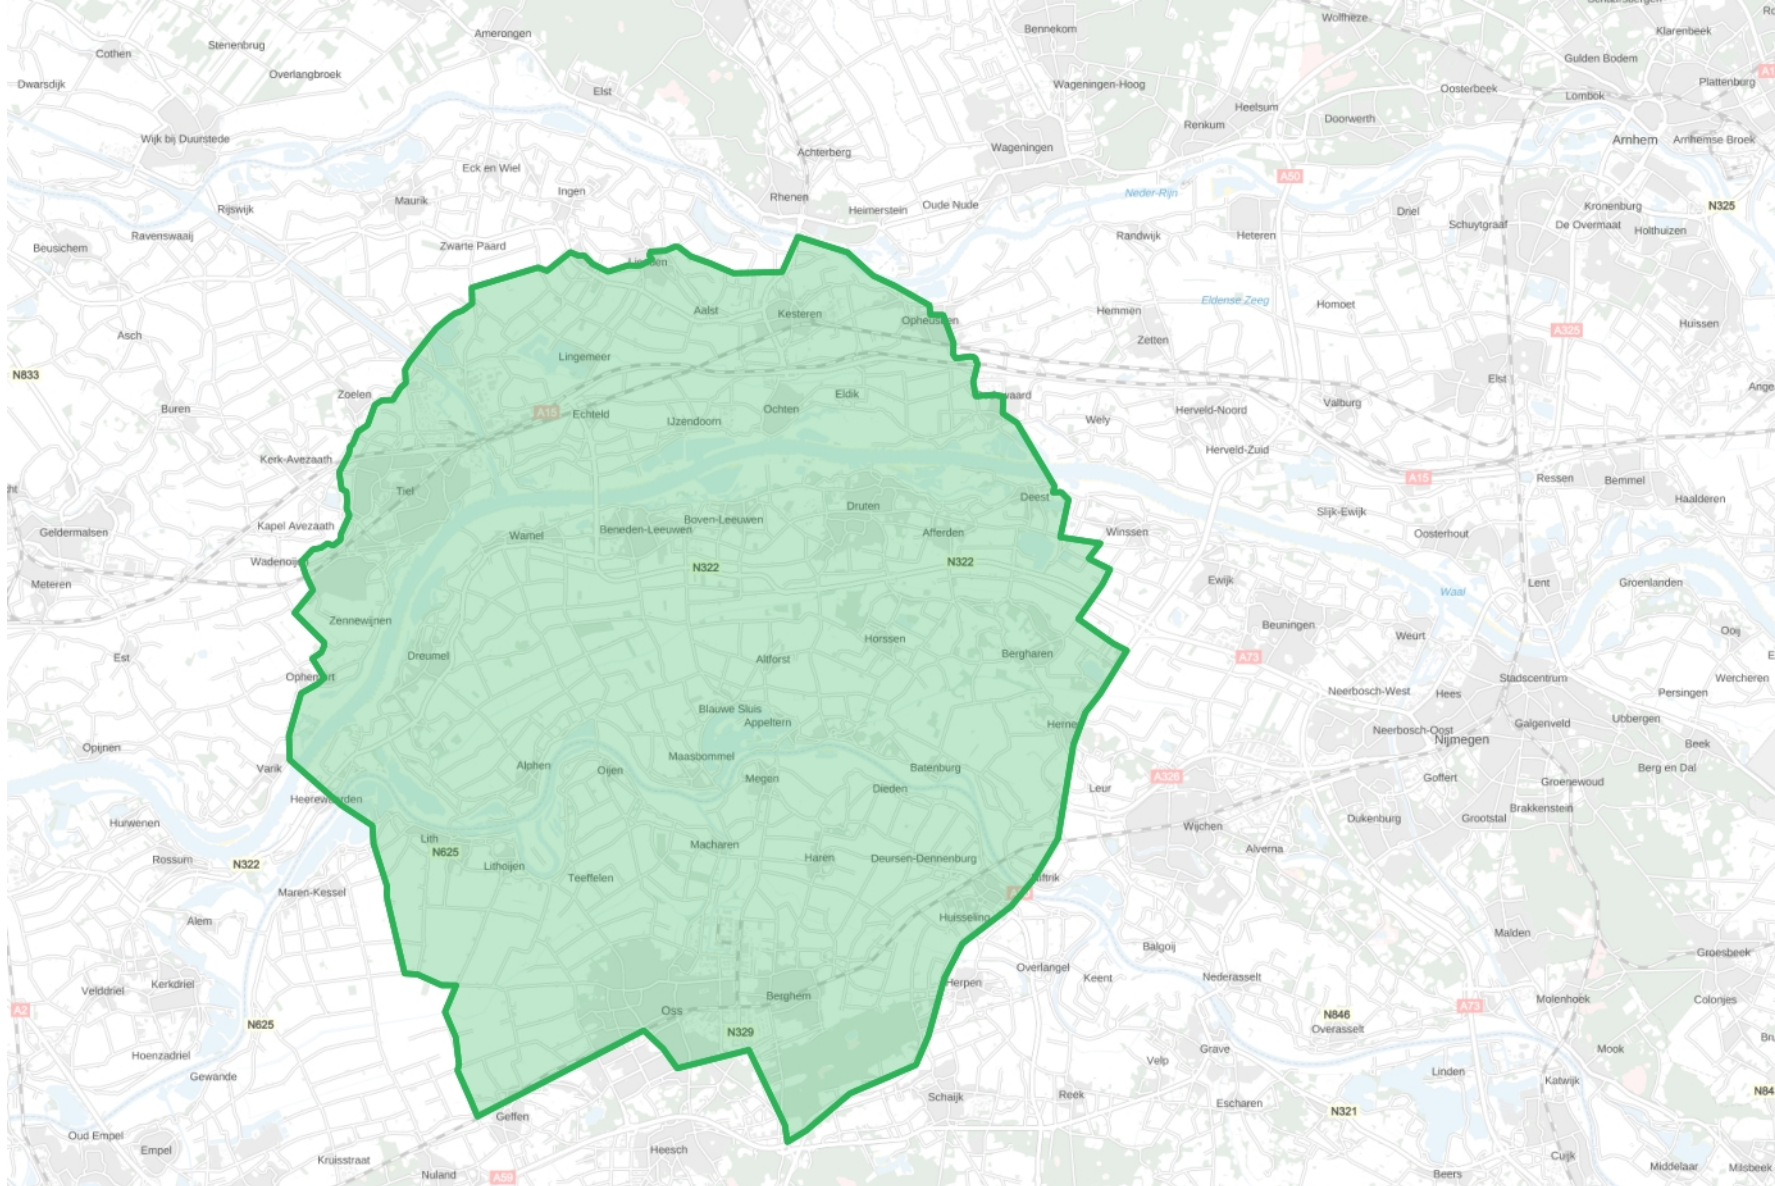 Wolfheze
Bennekom
Klarenbeek
Amerongen
Stenenbrug
Cothen
Gulden Bodem
Overlangbroek
Plattenburg
Dwarsdijk
Wageningen-Hoog
Oosterbeek
Elst
Lombok
Heelsum
Doorwerth
Renkum
Wijk bij Duurstede
Arnhem
Arnhemse Broek
Wageningen
Achterberg
Eck en Wiel
A50
Ingen
Neder-Rijn
Rhenen
Maurik
Oude Nude
N325
Kronenburg
Rijswijk
Heimerstein
Driel
Schuytgraaf
De Overmaat
Holthuizen
Ravenswaaij
Randwijk
Heteren
Beusichem
Zwarte Paard
Eldense Zeeg
Homoet
Aalst
Kesteren
Hemmen
Opheusden
Huissen
A325
Asch
Zetten
Lingemeer
N833
Elst
Zoelen
Eldik
Valburg
Buren
A15
Echteld
Ochten
Herveld-Noord
IJzendoorn
Wely
Herveld-Zuid
Kerk-Avezaath
A15
Ressen
Bemmel
Tiel
Deest
Haalderen
Druten
Slijk-Ewijk
Boven-Leeuwen
Kapel Avezaath
Beneden-Leeuwen
Geldermalsen
Wamel
Afferden
Winssen
Oosterhout
Wadenoijen
N322
N322
Ewijk
Meteren
Lent
Groenlanden
Waal
Zennewijnen
Beuningen
Ooij
Horssen
Weurt
Bergharen
Dreumel
A73
Est
Altforst
Ophemert
Stadscentrum
Wercheren
Neerbosch-West
Hees
Persingen
Blauwe Sluis
Appeltern
Galgenveld
Ubbergen
Neerbosch-Oost
Nijmegen
Opijnen
Beek
Maasbommel
Alphen
Oijen
Batenburg
Berg en Dal
Varik
A326
Megen
Goffert
Groenewoud
Dieden
Leur
Heerewaarden
Brakkenstein
Hurwenen
Dukenburg
Grootstal
Wijchen
Lith
Macharen
Alverna
N625
Haren
Deursen-Dennenburg
Rossum
N322
Lithoijen
Teeffelen
Maren-Kessel
Huisseling
Alem
Malden
Balgoij
Groesbeek
Overlangel
Keent
Nederasselt
Herpen
Velddriel
Kerkdriel
Berghem
Molenhoek
Colonjes
A2
A73
Oss
N846
N625
N329
Overasselt
Hoenzadriel
Grave
Mook
Velp
Gewande
Linden
Katwijk
Reek
Schaijk
Escharen
N321
Geffen
Oud Empel
Empel
Heesch
Kruisstraat
Cuijk
Middelaar
Milsbeek
Nuland
A59
Beers